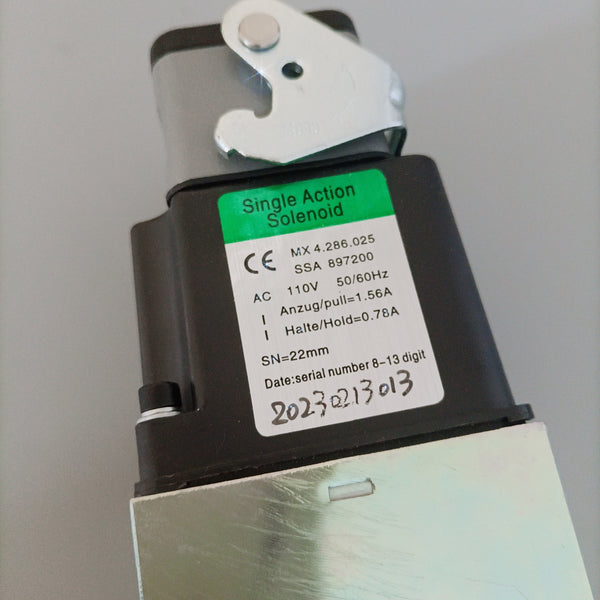 Single Action
Solenoid
CE MX 4.286.025
SSA 897200
AC 110V 50/60Hz
I Anzug/pull=1.56A
I Halte/Hold=0.78A
SN=22mm
Date:serial number 8-13 digit
20230213013